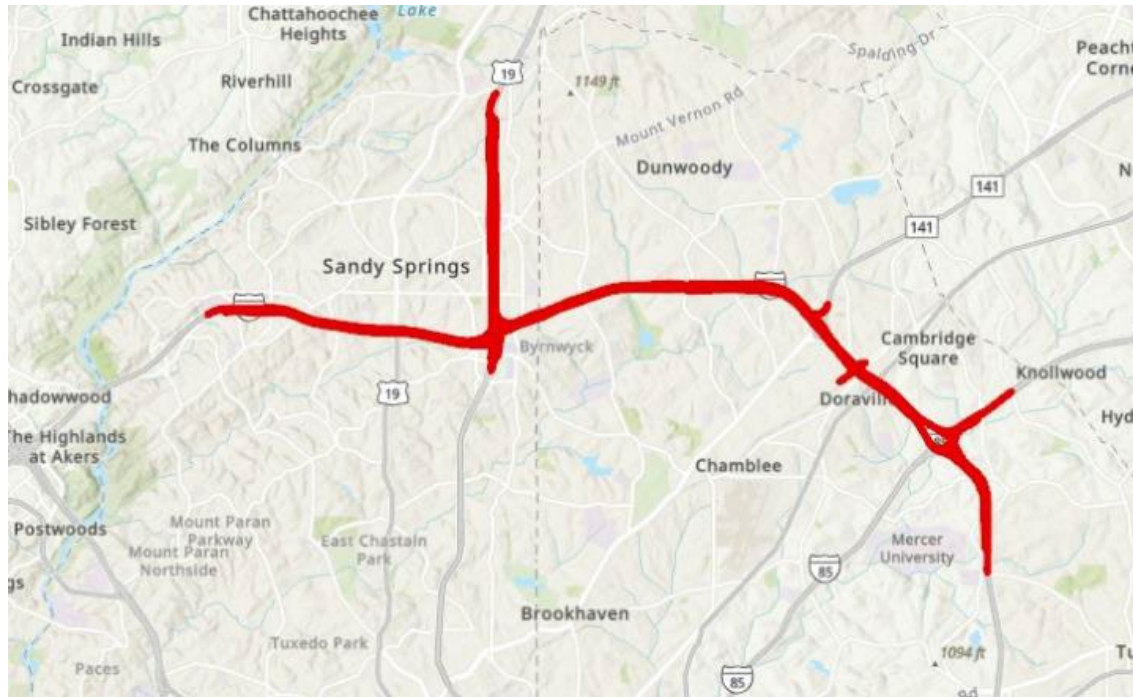 Chattahoochee
Heights
Lake
Indian Hills
Crossgate
Riverhill
19
1149 ft
Spalding Dr
Peacht
Corne
The Columns
Mount Vernon Rd
Dunwoody
Sibley Forest
141
N
141
Sandy Springs
Byrnwyck
Cambridge
Square
Knollwood
hadowwood
19
Doraville
Hyd
The Highlands
at Akers
Chamblee
Postwoods
Mount Paran
Parkway
Mount Paran
Northside
East Chastain
Park
Mercer
University
gs
85
Brookhaven
Tuxedo Park
Paces
1094 ft
Tu
85
Rd